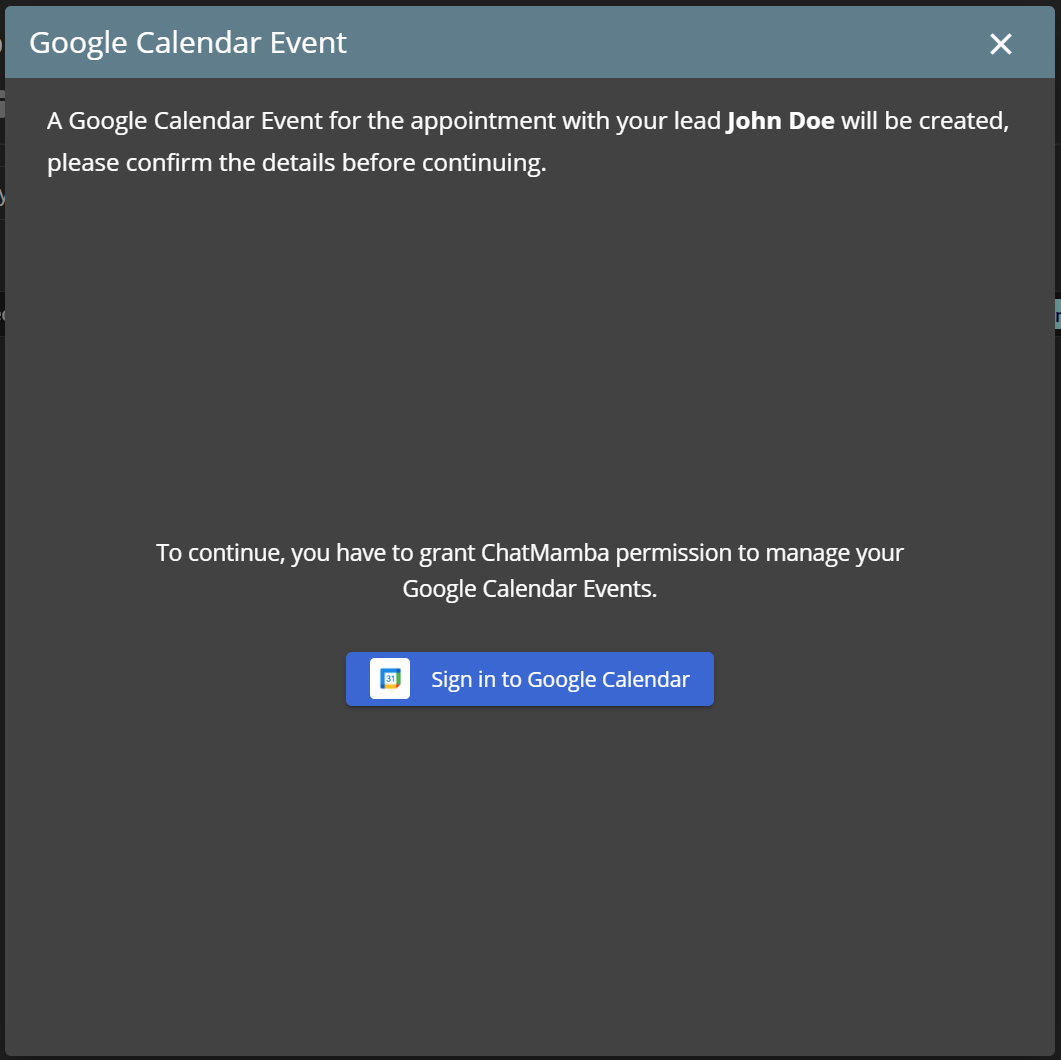 Google Calendar Event
A Google Calendar Event for the appointment with your lead John Doe will be created,
please confirm the details before continuing.
To continue, you have to grant ChatMamba permission to manage your
Google Calendar Events.
31
Sign in to Google Calendar